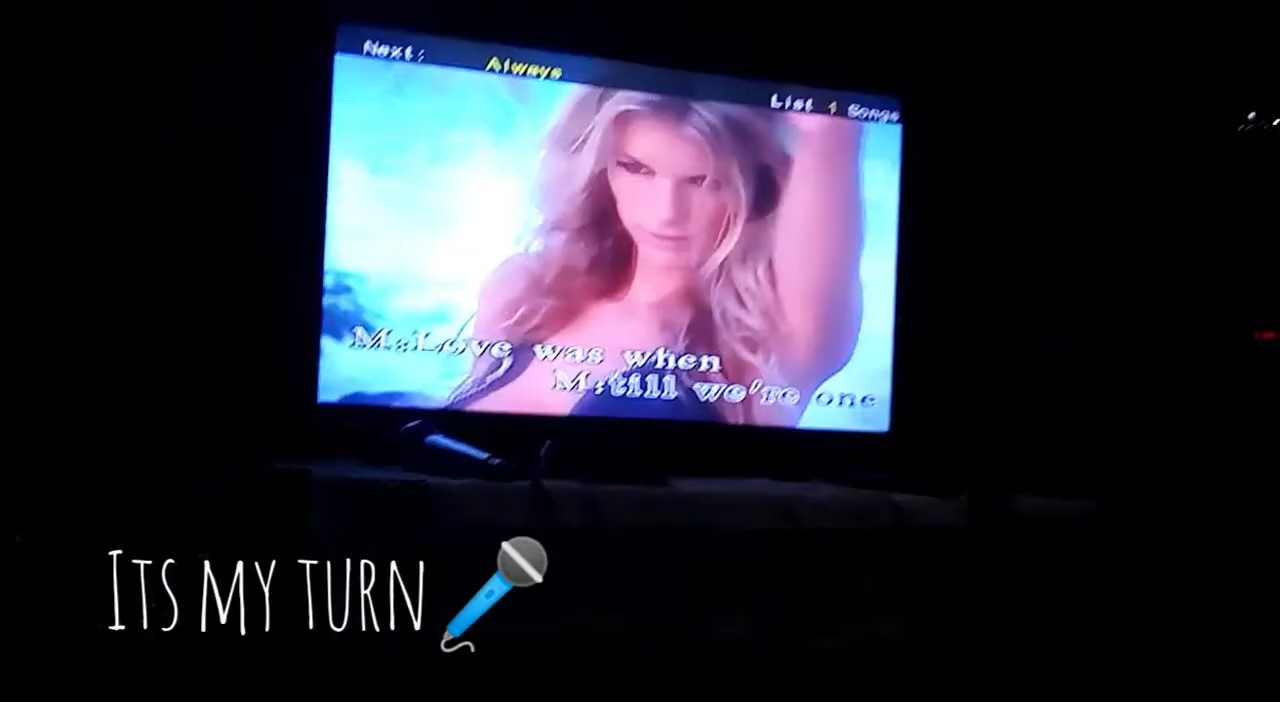 Next: Always
List 1 Songs
M:Love was when
M:till we're one
ITS MY TURN